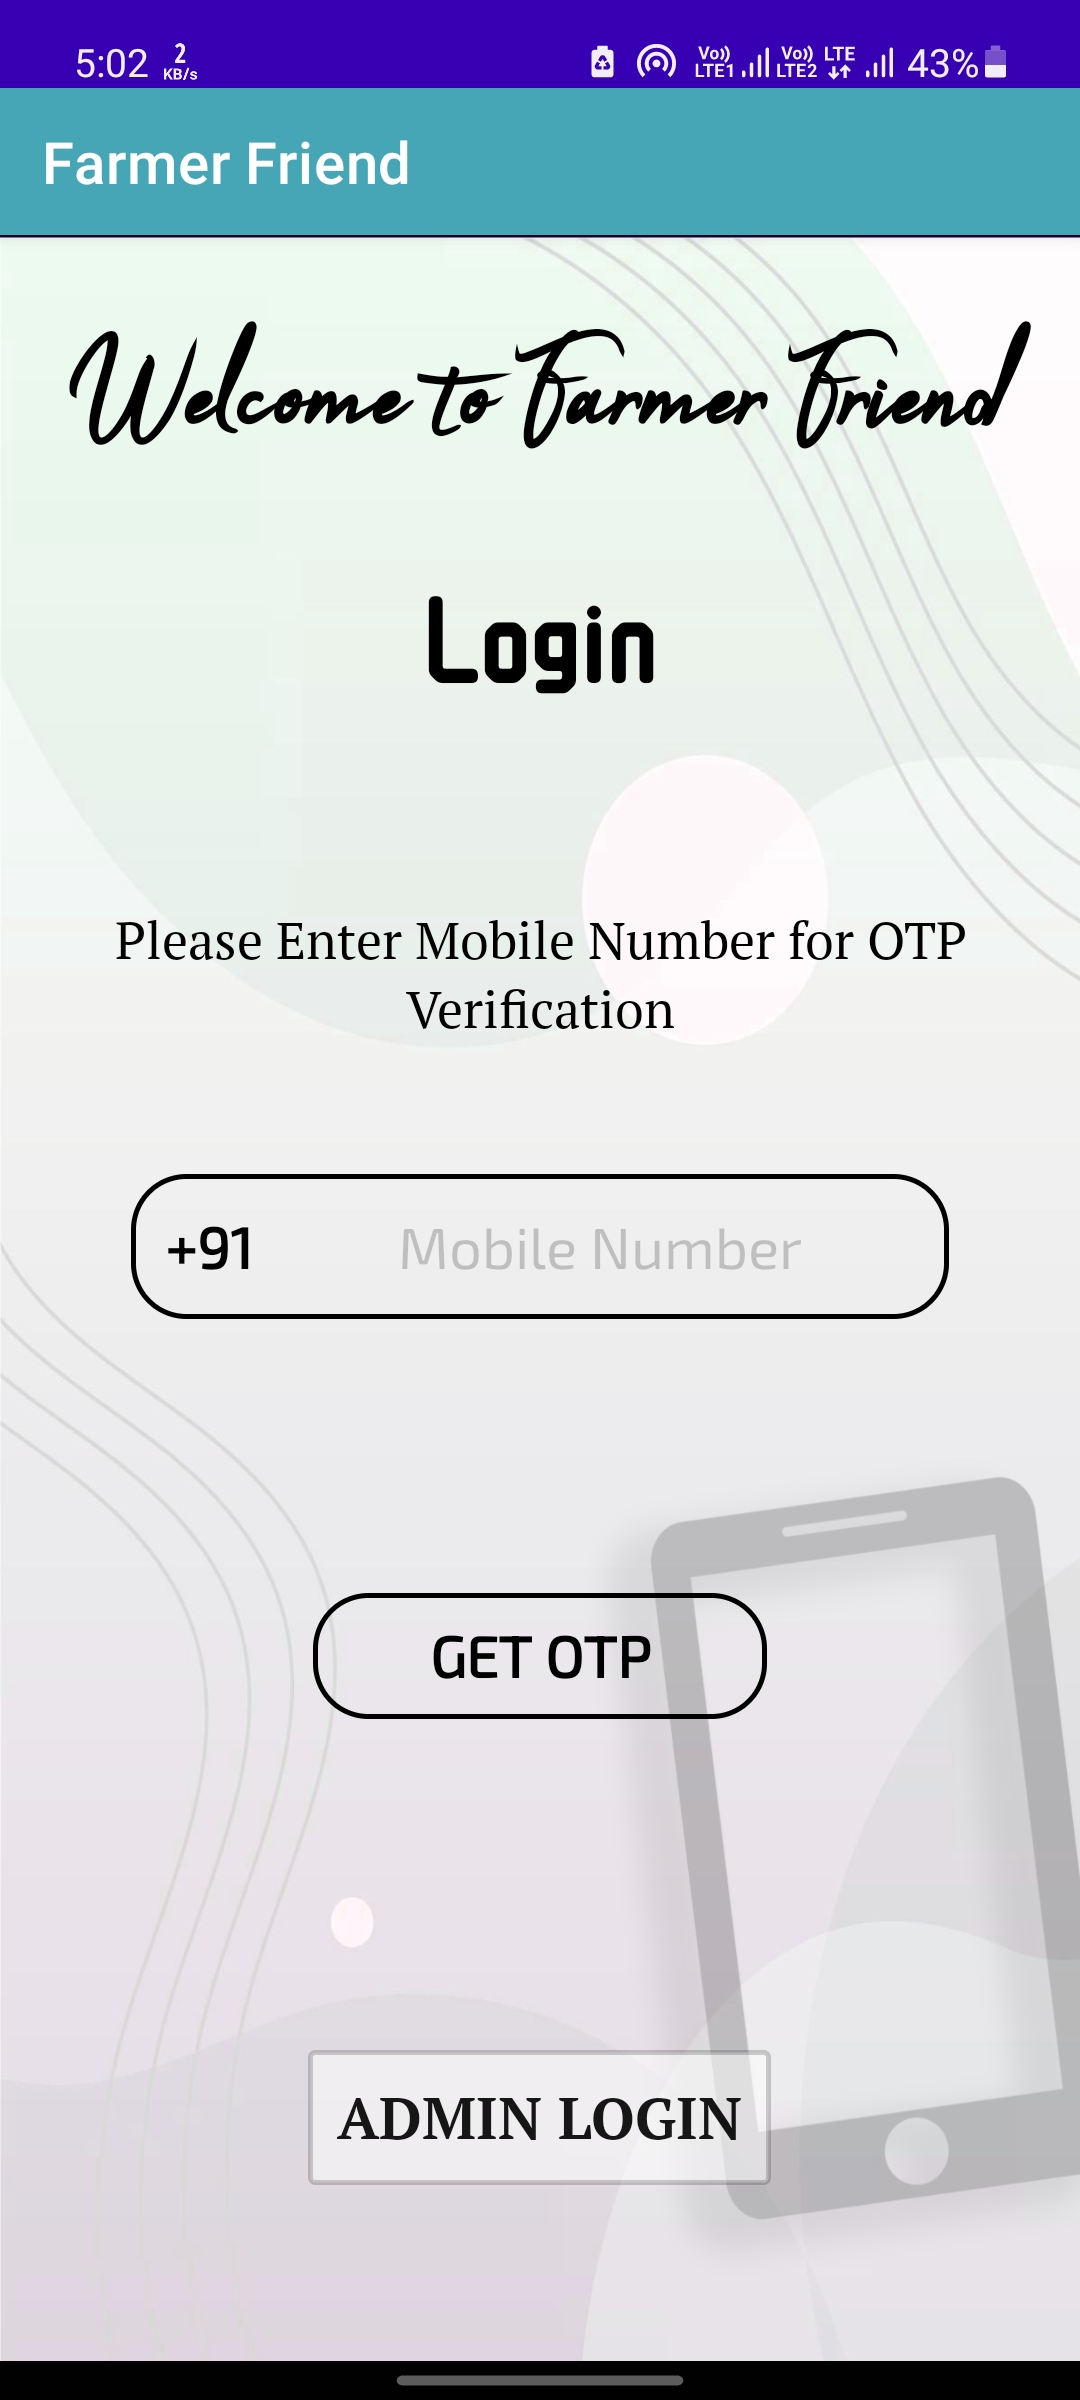 5:02 2 KB/s Vo)) LTE1 Vo)) LTE2 LTE 43%
Farmer Friend
Welcome to Farmer Friend
Login
Please Enter Mobile Number for OTP
Verification
+91 Mobile Number
GET OTP
ADMIN LOGIN